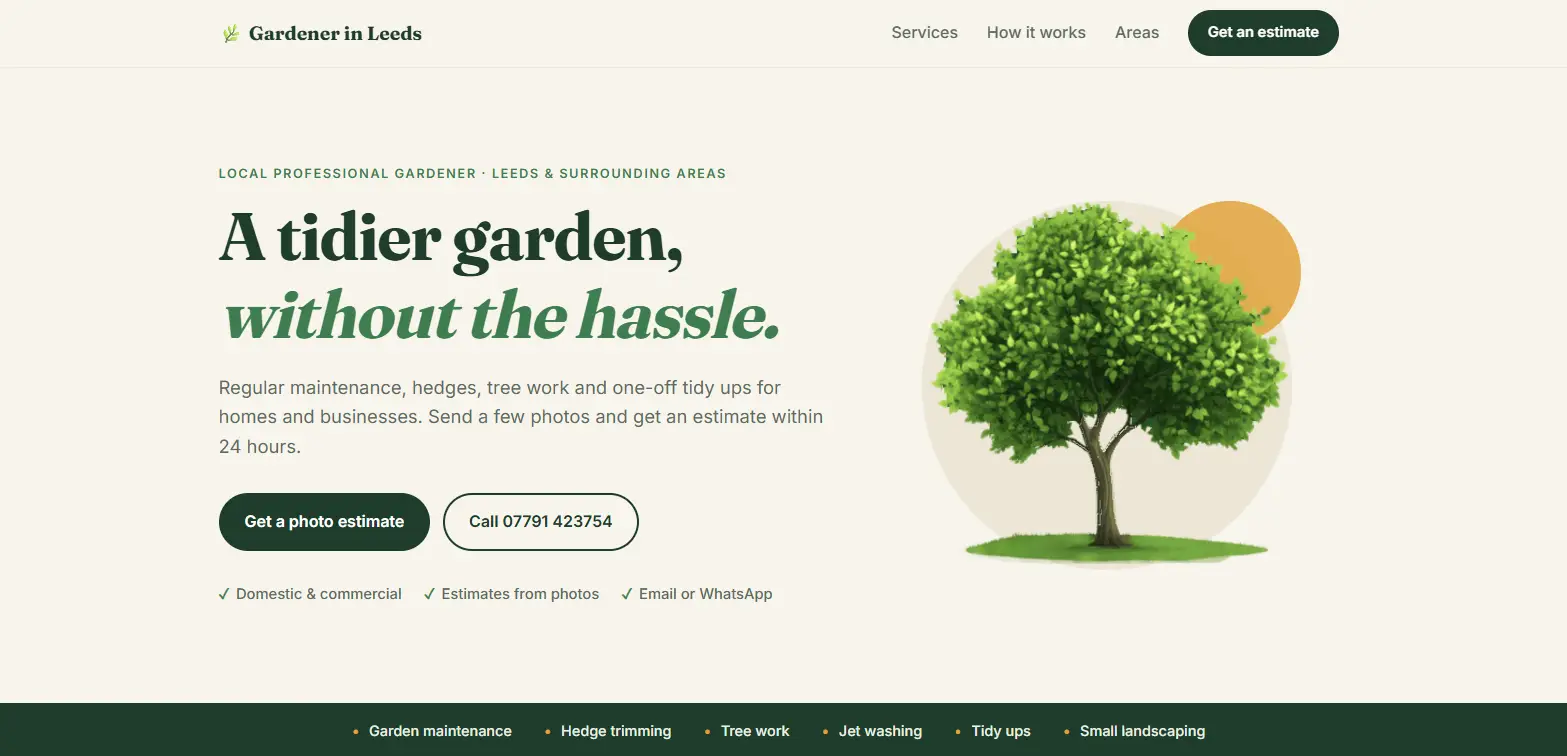 Gardener in Leeds
Services How it works Areas Get an estimate
LOCAL PROFESSIONAL GARDENER · LEEDS & SURROUNDING AREAS
A tidier garden,
without the hassle.
Regular maintenance, hedges, tree work and one-off tidy ups for
homes and businesses. Send a few photos and get an estimate within
24 hours.
Get a photo estimate Call 07791 423754
✓ Domestic & commercial ✓ Estimates from photos ✓ Email or WhatsApp
• Garden maintenance • Hedge trimming • Tree work • Jet washing • Tidy ups • Small landscaping